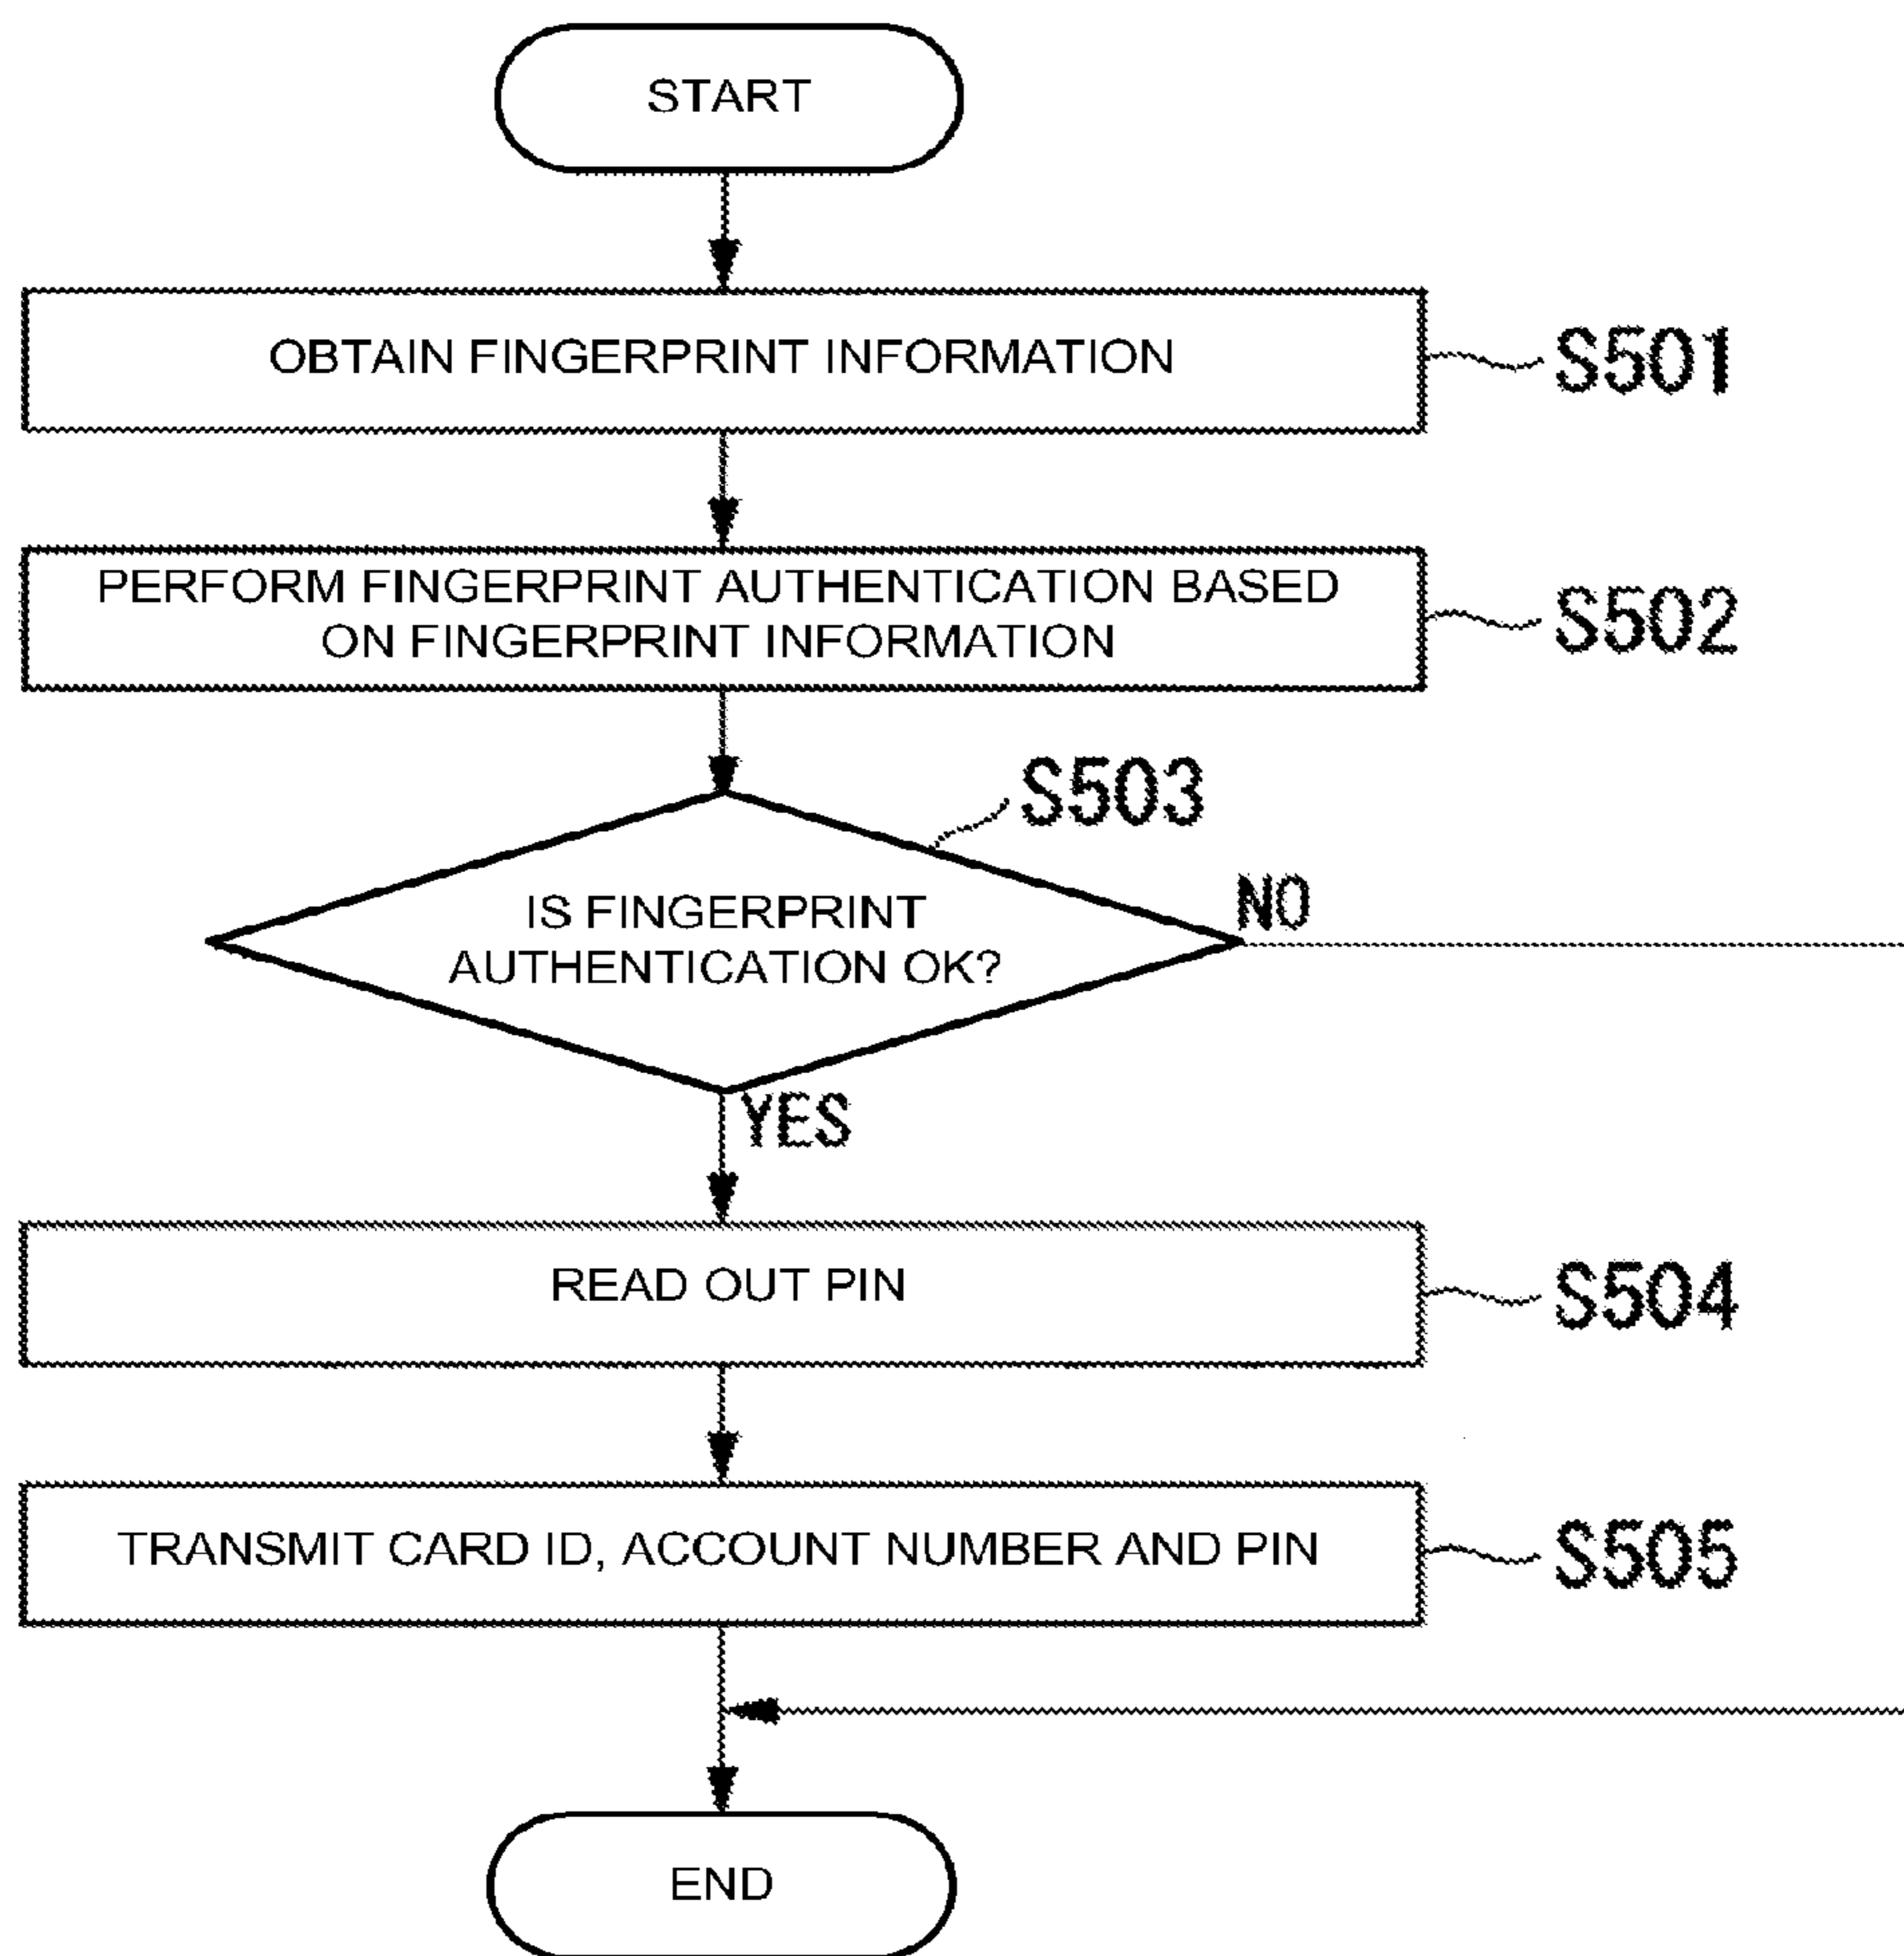 START
OBTAIN FINGERPRINT INFORMATION
S501
PERFORM FINGERPRINT AUTHENTICATION BASED
ON FINGERPRINT INFORMATION
S502
S503
IS FINGERPRINT
AUTHENTICATION OK?
NO
YES
READ OUT PIN
S504
TRANSMIT CARD ID, ACCOUNT NUMBER AND PIN
S505
END